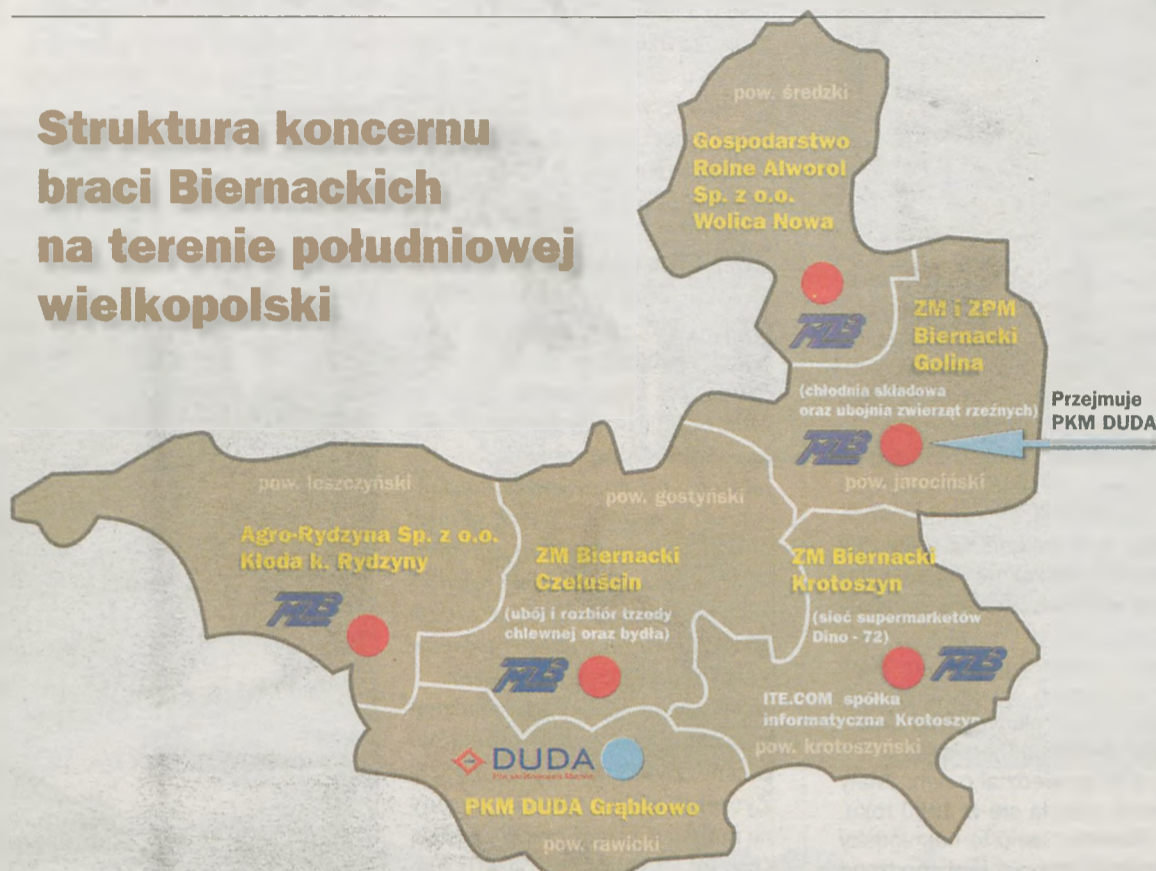 Struktura koncernu
braci Biernackich
na terenie południowej
wielkopolski
pow. średzki
Gospodarstwo
Rolne Alworol
Sp. z o.o.
Wolica Nowa
ZM i ZPM
Biernacki
Golina
(chłodnia składowa
oraz ubojnia zwierząt rzeźnych)
pow. jarociński
Przejmuje
PKM DUDA
pow. leszczyński
Agro-Rydzyna Sp. z o.o.
Kłoda k. Rydzyny
pow. gostyński
ZM Biernacki
Czeluścin
(ubój i rozbiór trzody
chlewnej oraz bydła)
ZM Biernacki
Krotoszyn
(sieć supermarketów
Dino - 72)
ITE.COM spółka
informatyczna Krotoszyn
pow. krotoszyński
DUDA
PKM DUDA Grąbkowo
pow. rawicki